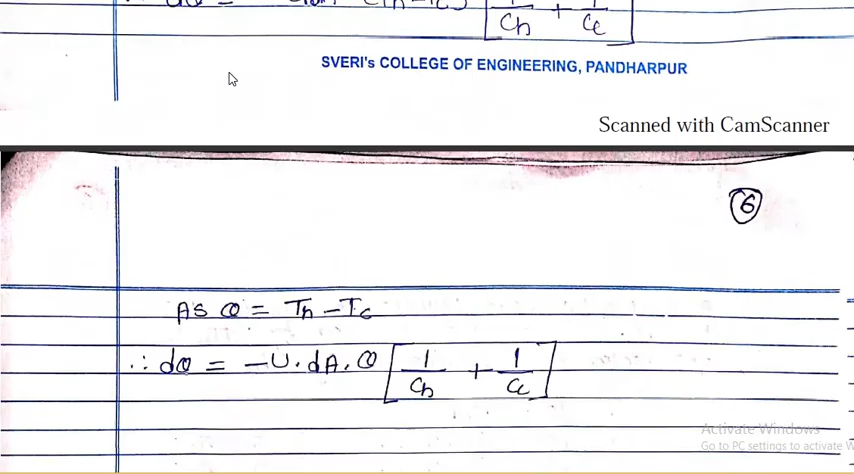 SVERI's COLLEGE OF ENGINEERING, PANDHARPUR
Scanned with CamScanner
6
AS θ = Th - Tc
∴ dθ = -U. dA. θ [1/Ch + 1/Cc]
Activate Windows
Go to PC settings to activate W